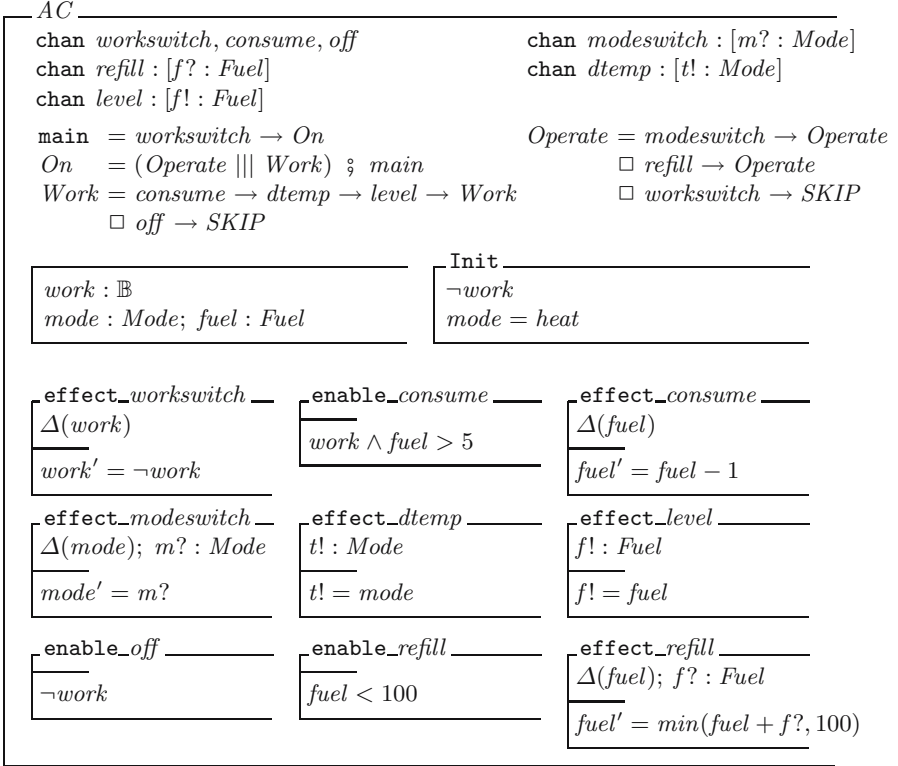 AC
chan workswitch, consume, off chan modeswitch : [m? : Mode]
chan refill : [f? : Fuel] chan dtemp : [t! : Mode]
chan level : [f! : Fuel]
main = workswitch → On Operate = modeswitch → Operate
On = (Operate ||| Work) ⨟ main □ refill → Operate
Work = consume → dtemp → level → Work □ workswitch → SKIP
□ off → SKIP
Init
work : 𝔹 ¬work
mode : Mode; fuel : Fuel mode = heat
effect_workswitch enable_consume effect_consume
Δ(work) Δ(fuel)
work ∧ fuel > 5
work′ = ¬work fuel′ = fuel − 1
effect_modeswitch effect_dtemp effect_level
Δ(mode); m? : Mode t! : Mode f! : Fuel
mode′ = m? t! = mode f! = fuel
enable_off enable_refill effect_refill
Δ(fuel); f? : Fuel
¬work fuel < 100
fuel′ = min(fuel + f?, 100)